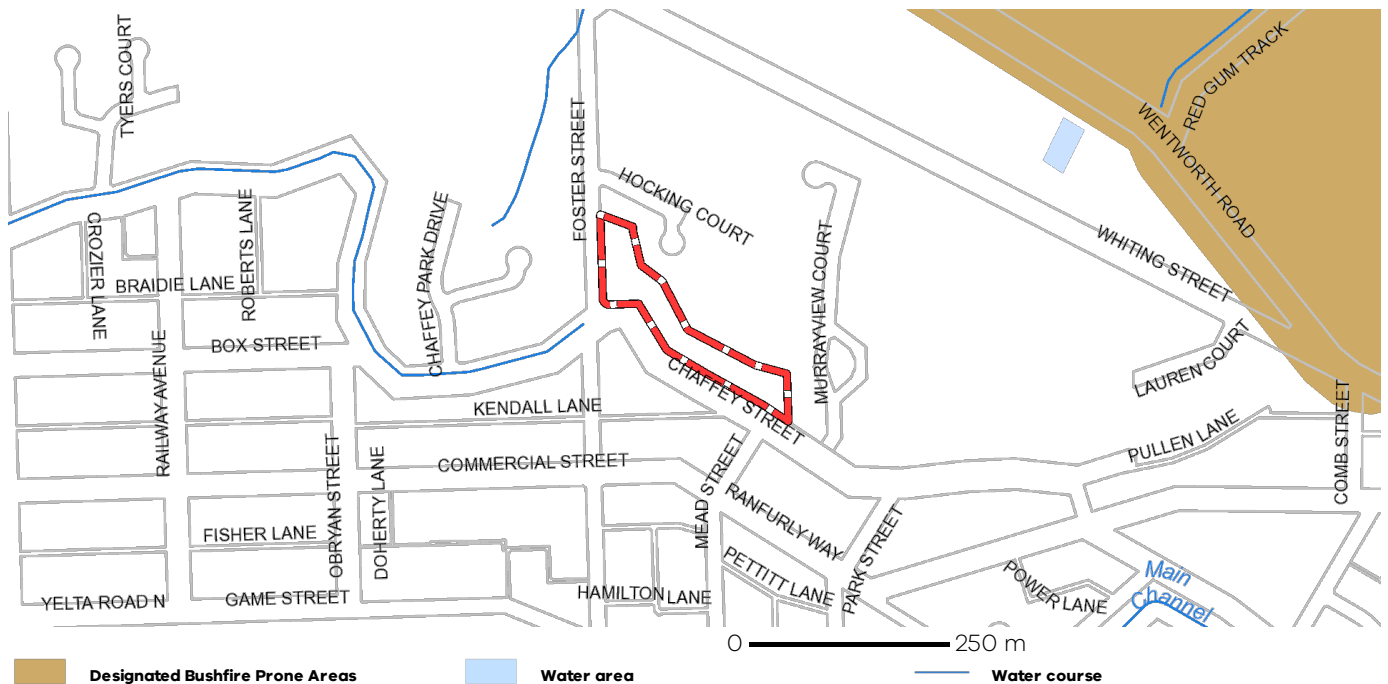 TYERS COURT
FOSTER STREET
RED GUM TRACK
WENTWORTH ROAD
HOCKING COURT
CHAFFEY PARK DRIVE
ROBERTS LANE
CROZIER LANE
BRAIDIE LANE
MURRAYVIEW COURT
WHITING STREET
LAUREN COURT
BOX STREET
RAILWAY AVENUE
CHAFFEY STREET
KENDALL LANE
COMMERCIAL STREET
PULLEN LANE
COMB STREET
OBRYAN STREET
DOHERTY LANE
MEAD STREET
RANFURLY WAY
PARK STREET
FISHER LANE
PETTITT LANE
POWER LANE
Main
Channel
YELTA ROAD N
GAME STREET
HAMILTON LANE
0 250 m
Designated Bushfire Prone Areas
Water area
Water course